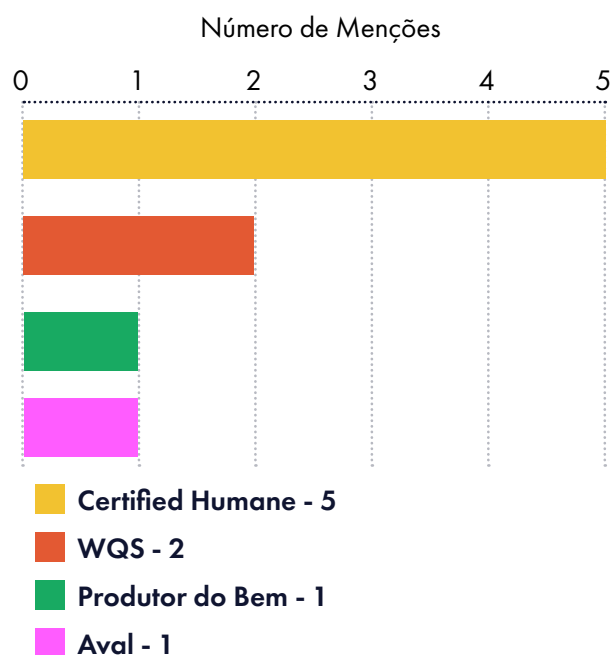 Número de Menções
0 1 2 3 4 5
Certified Humane - 5
WQS - 2
Produtor do Bem - 1
Aval - 1